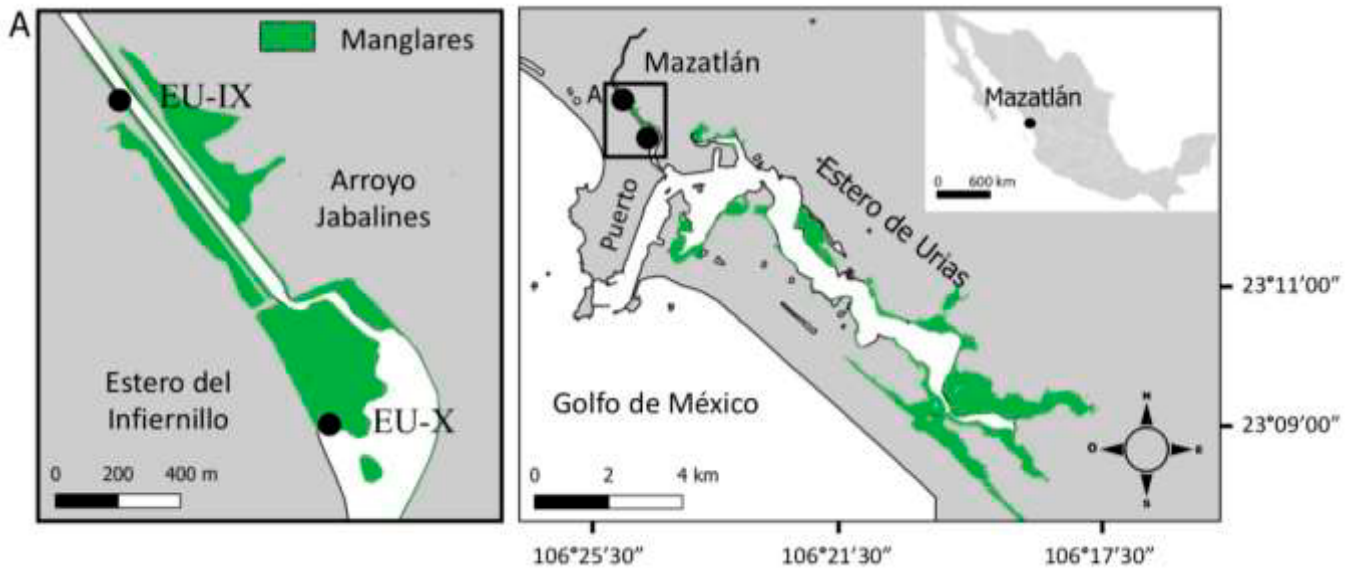 A
Manglares
EU-IX
Arroyo
Jabalines
Estero del
Infiernillo
EU-X
0 200 400 m
Mazatlán
A
Puerto
Estero de Urias
Golfo de México
0 2 4 km
Mazatlán
0 600 km
N
O E
S
23°11'00"
23°09'00"
106°25'30" 106°21'30" 106°17'30"